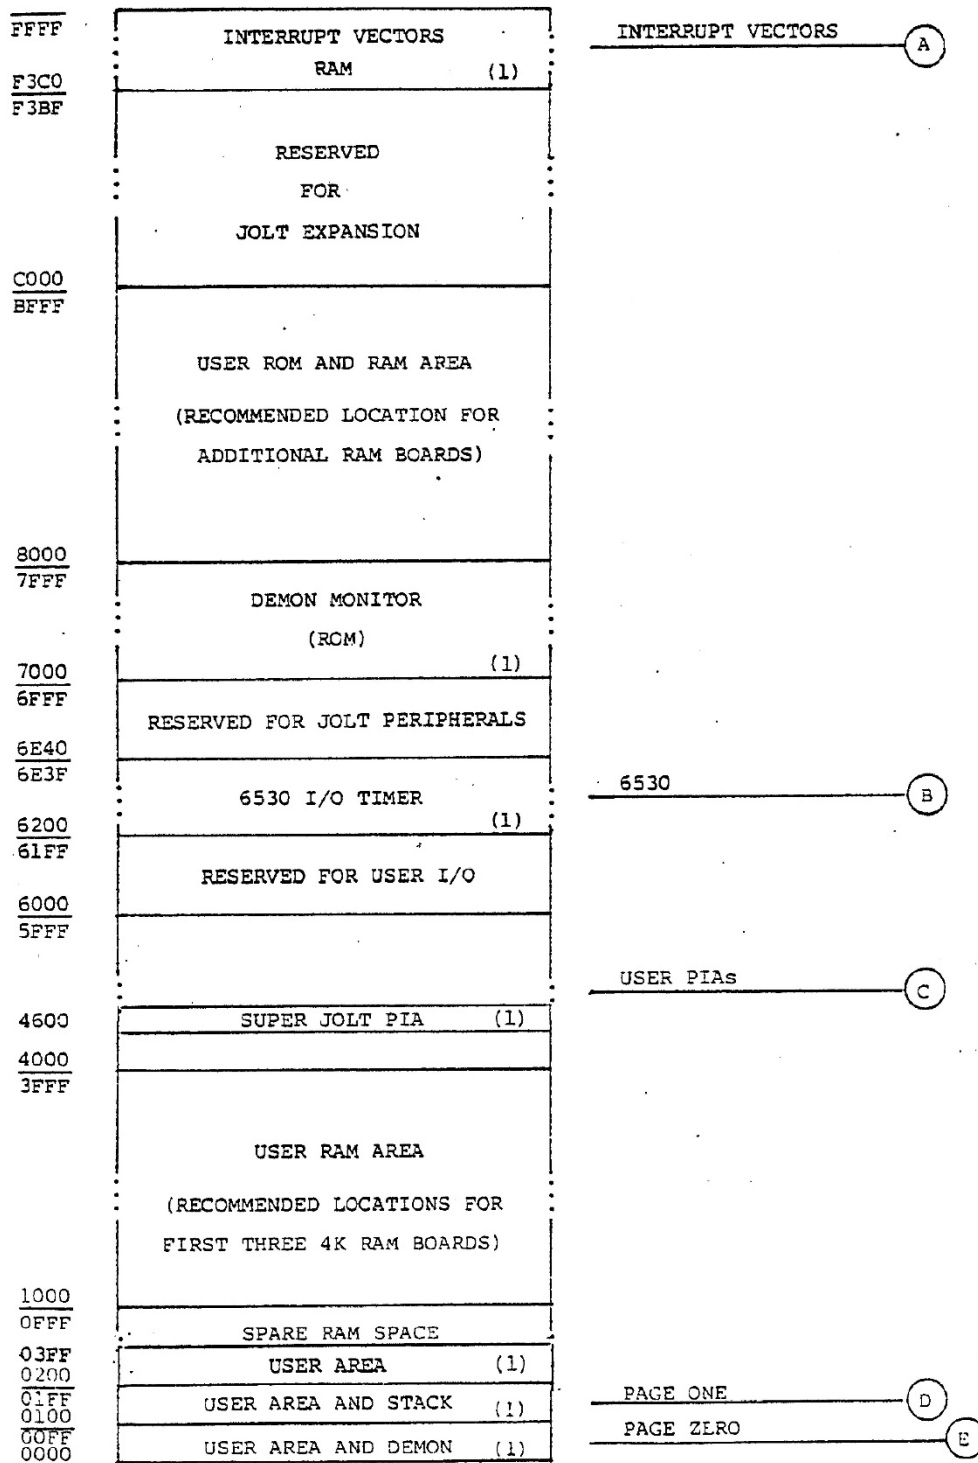 FFFF
INTERRUPT VECTORS
RAM (1)
INTERRUPT VECTORS A
F3C0
F3BF
RESERVED
FOR
JOLT EXPANSION
C000
BFFF
USER ROM AND RAM AREA
(RECOMMENDED LOCATION FOR
ADDITIONAL RAM BOARDS)
8000
7FFF
DEMON MONITOR
(ROM)
(1)
7000
6FFF
RESERVED FOR JOLT PERIPHERALS
6E40
6E3F
6530 I/O TIMER
(1)
6530 B
6200
61FF
RESERVED FOR USER I/O
6000
5FFF
USER PIAs C
4600 SUPER JOLT PIA (1)
4000
3FFF
USER RAM AREA
(RECOMMENDED LOCATIONS FOR
FIRST THREE 4K RAM BOARDS)
1000
0FFF
SPARE RAM SPACE
03FF
USER AREA (1)
0200
01FF
USER AREA AND STACK (1)
PAGE ONE D
0100
00FF
USER AREA AND DEMON (1)
PAGE ZERO E
0000